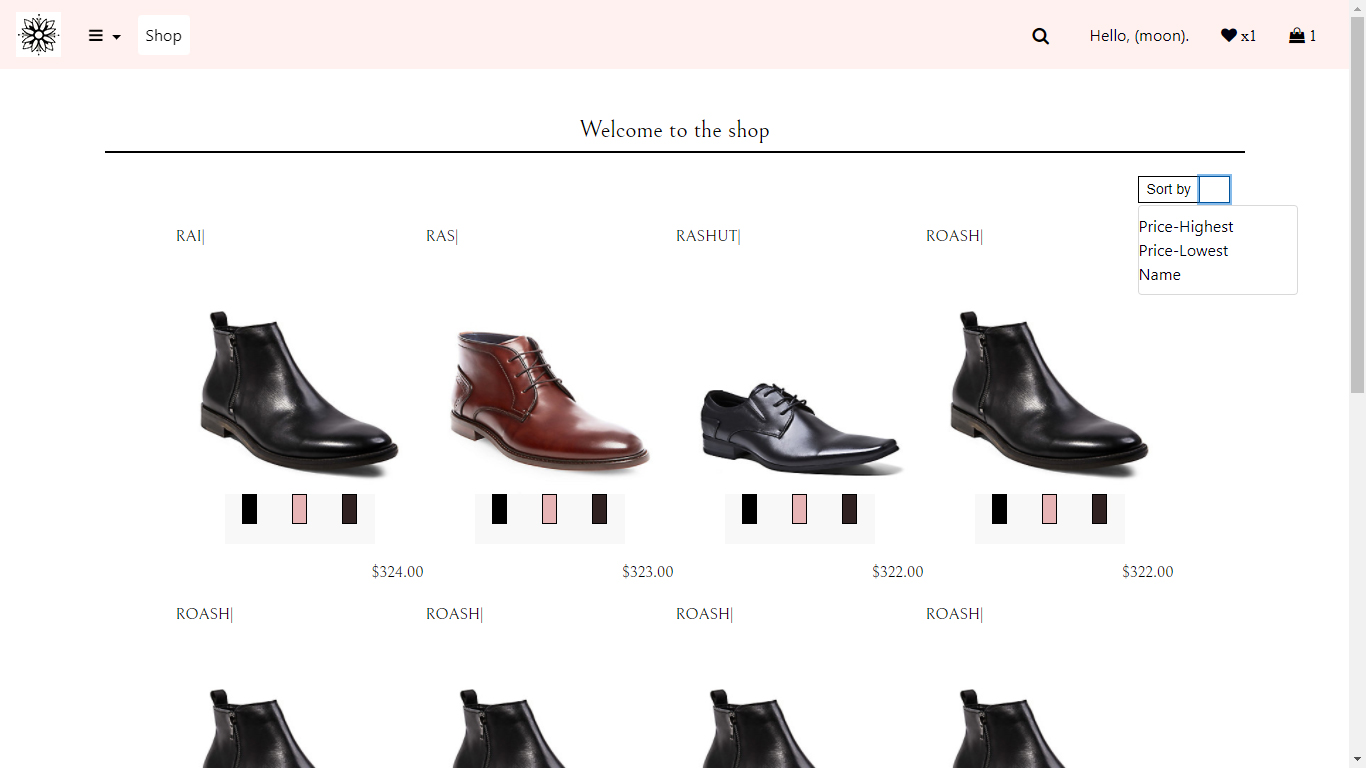 Shop
Hello, (moon).
x1
1
Welcome to the shop
Sort by
Price-Highest
Price-Lowest
Name
RAI|
RAS|
RASHUT|
ROASH|
$324.00
$323.00
$322.00
$322.00
ROASH|
ROASH|
ROASH|
ROASH|